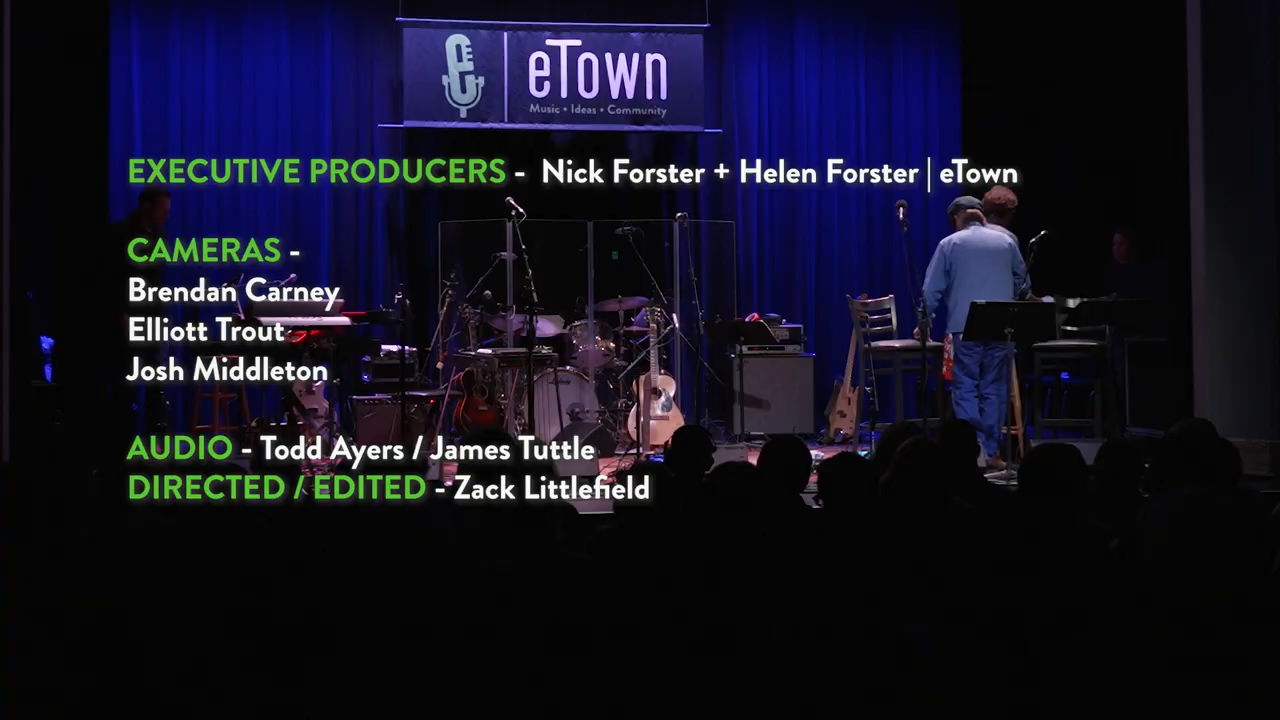 eTown
Music • Ideas • Community
EXECUTIVE PRODUCERS - Nick Forster + Helen Forster | eTown
CAMERAS -
Brendan Carney
Elliott Trout
Josh Middleton
AUDIO - Todd Ayers / James Tuttle
DIRECTED / EDITED - Zack Littlefield